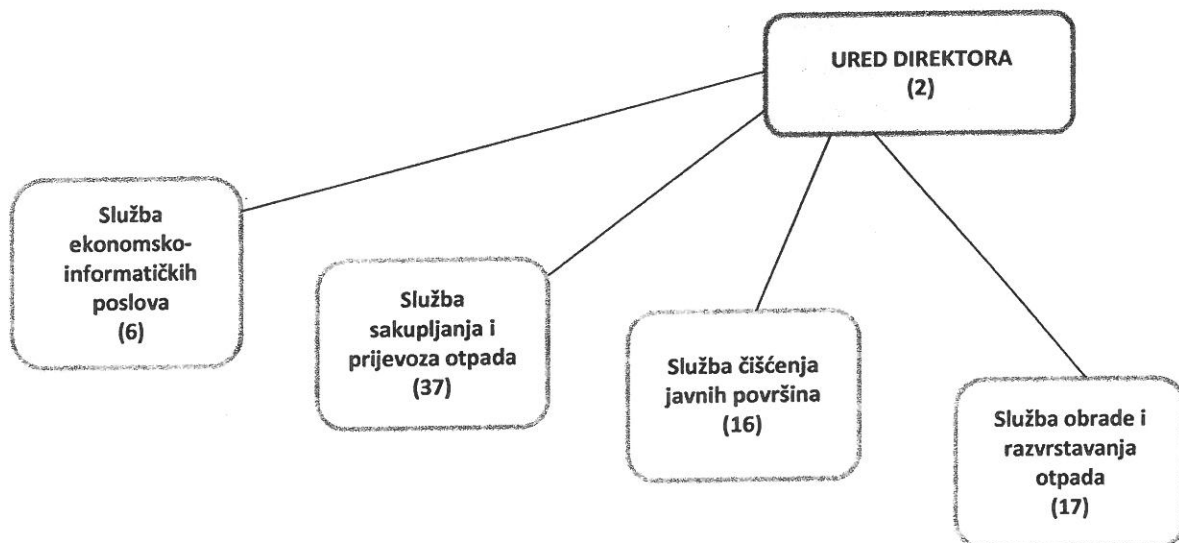 URED DIREKTORA
(2)
Služba
ekonomsko-
informatičkih
poslova
(6)
Služba
sakupljanja i
prijevoza otpada
(37)
Služba čišćenja
javnih površina
(16)
Služba obrade i
razvrstavanja
otpada
(17)